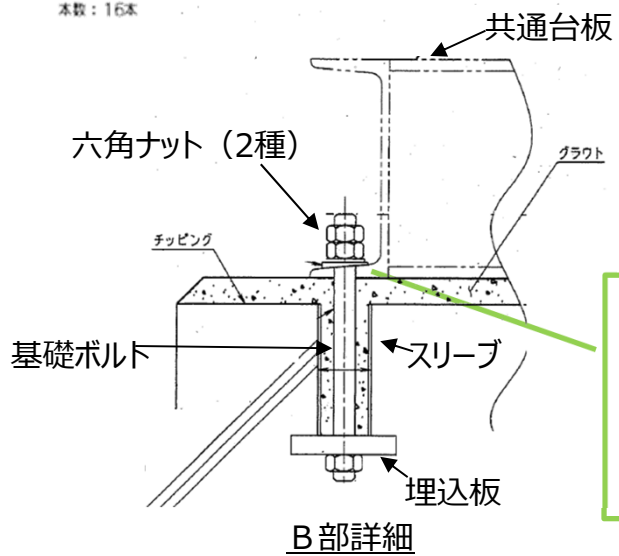 本数：16本
共通台板
六角ナット（2種）
グラウト
チッピング
基礎ボルト
スリーブ
埋込板
Ｂ部詳細